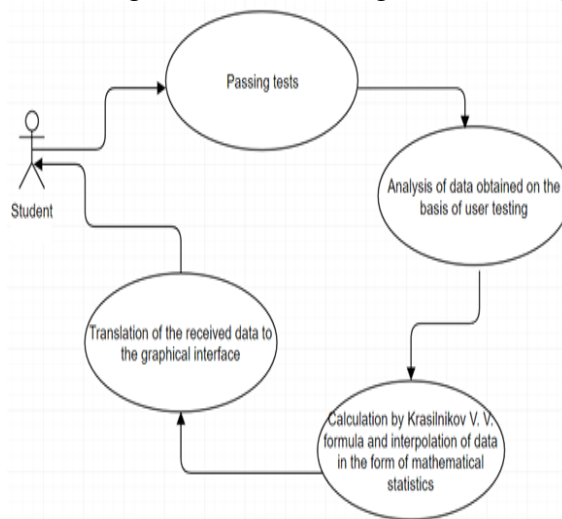 Passing tests
Student
Analysis of data obtained on the
basis of user testing
Translation of the received data to
the graphical interface
Calculation by Krasilnikov V. V.
formula and interpolation of data
in the form of mathematical
statistics